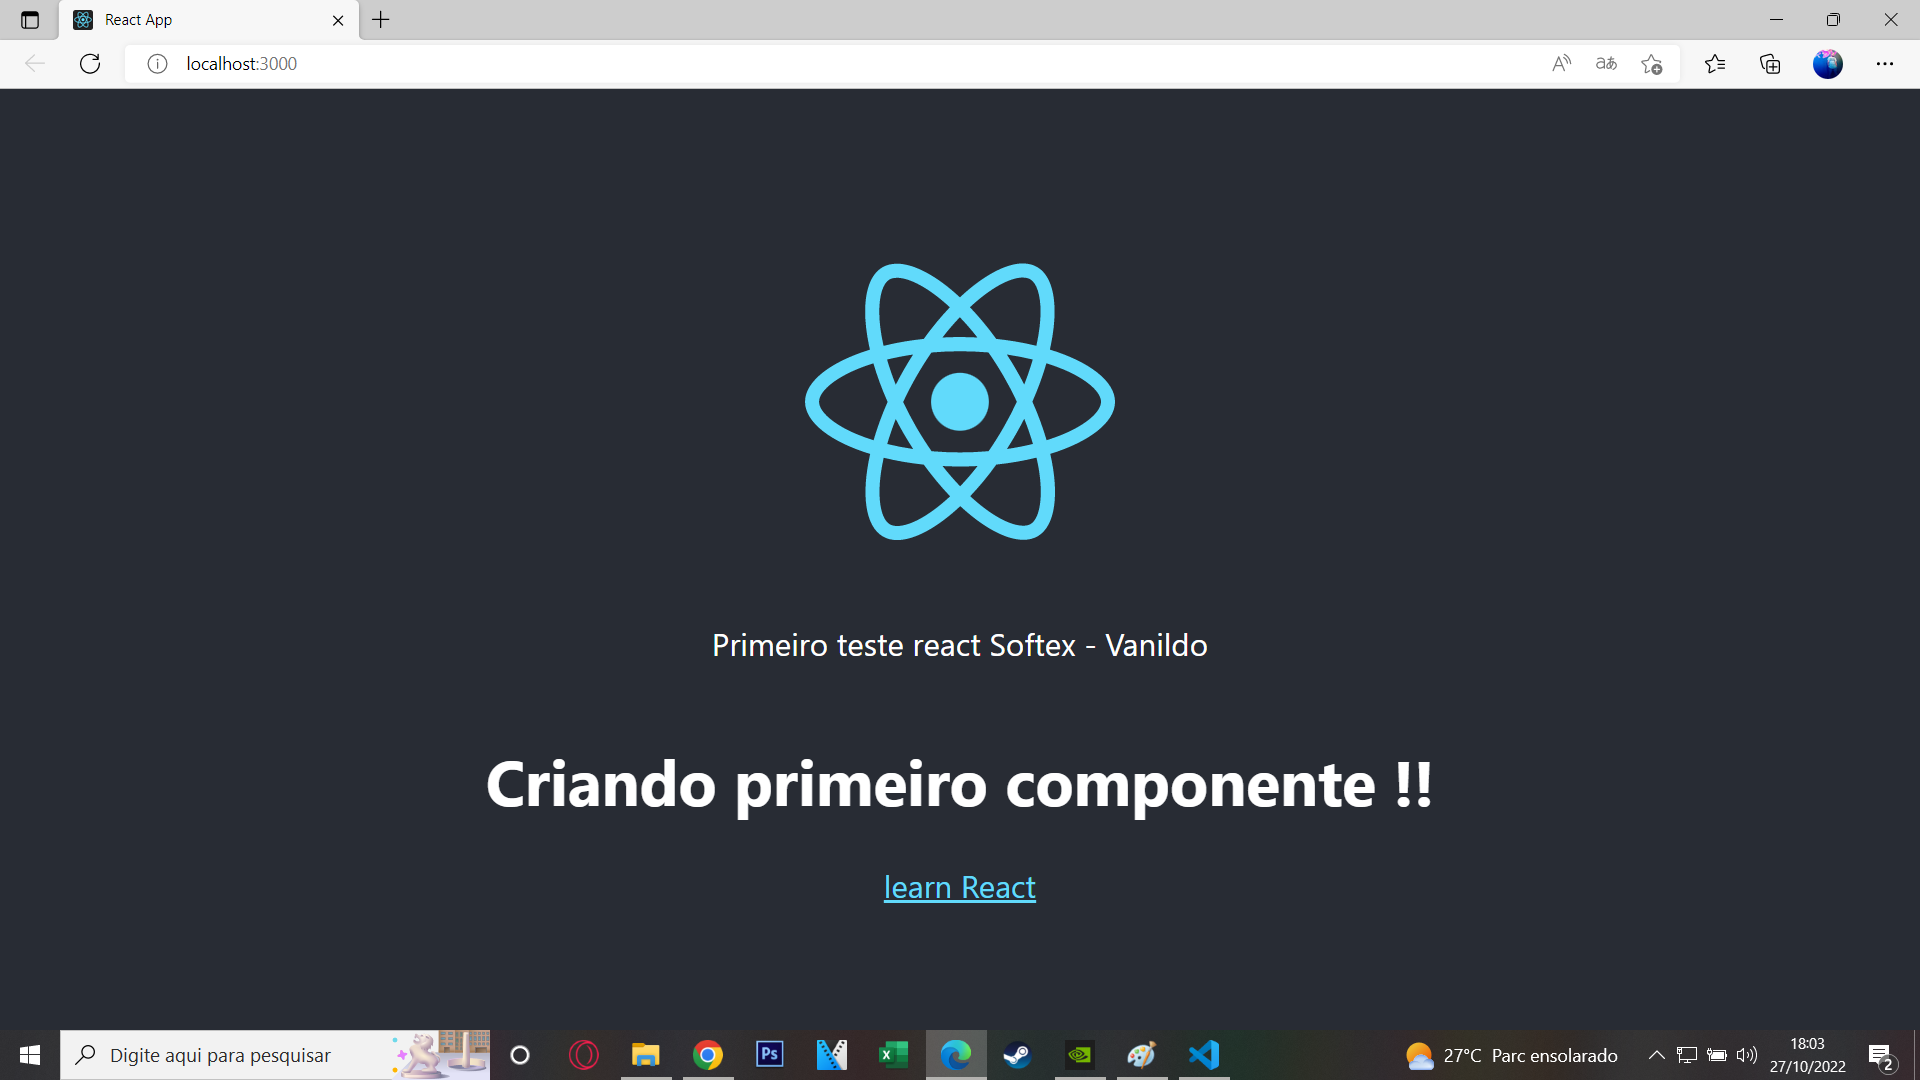 React App
localhost:3000
Primeiro teste react Softex - Vanildo
Criando primeiro componente !!
learn React
Digite aqui para pesquisar
Ps
27°C Parc ensolarado
18:03
27/10/2022
2